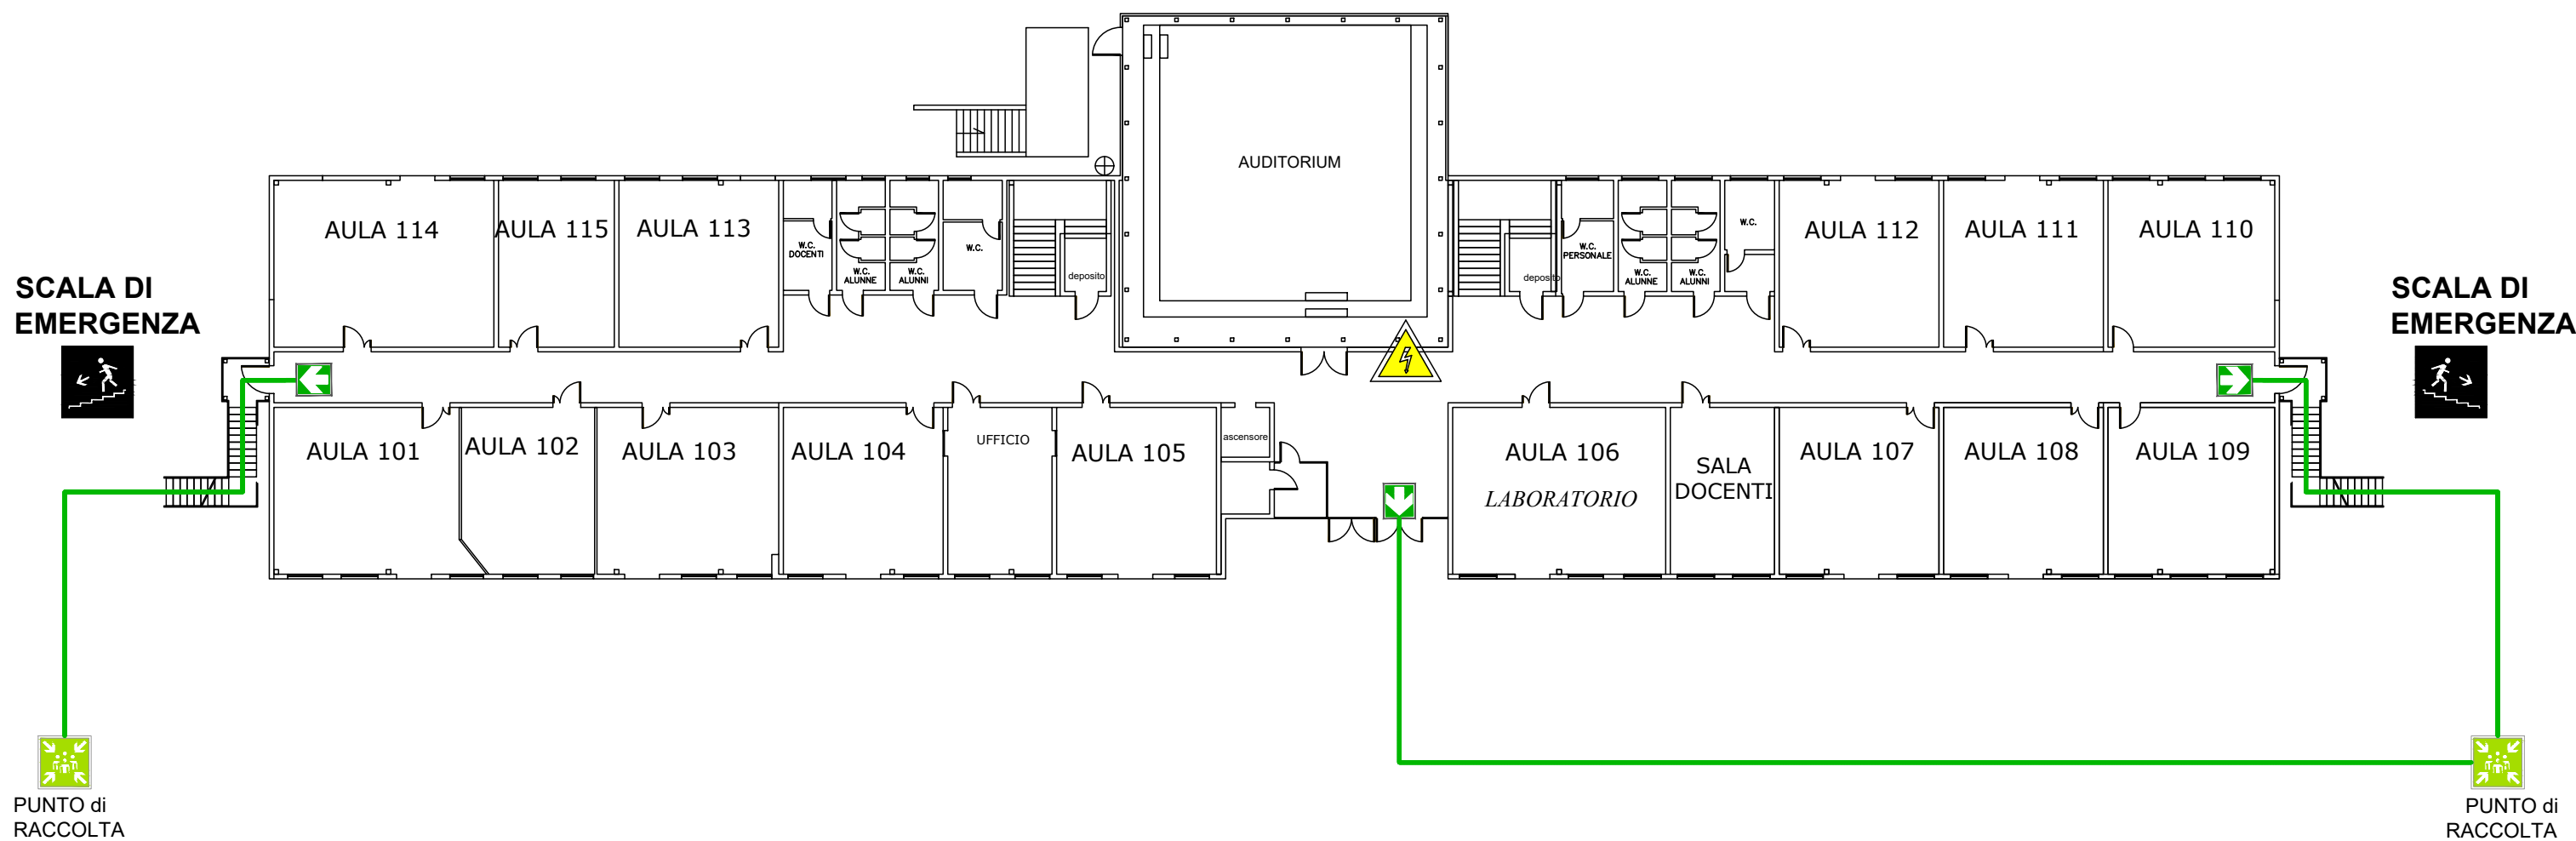 AUDITORIUM
AULA 114
AULA 115
AULA 113
W.C.
DOCENTI
W.C.
ALUNNE
W.C.
ALUNNI
W.C.
deposito
deposito
W.C.
PERSONALE
W.C.
ALUNNE
W.C.
ALUNNI
W.C.
AULA 112
AULA 111
AULA 110
SCALA DI
EMERGENZA
SCALA DI
EMERGENZA
AULA 101
AULA 102
AULA 103
AULA 104
UFFICIO
AULA 105
ascensore
AULA 106
LABORATORIO
SALA
DOCENTI
AULA 107
AULA 108
AULA 109
PUNTO di
RACCOLTA
PUNTO di
RACCOLTA